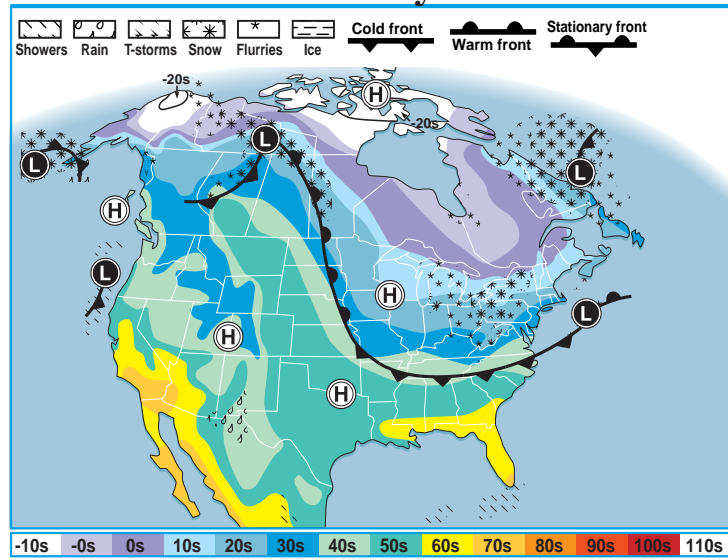 Showers Rain T-storms Snow Flurries Ice Cold front Warm front Stationary front
-20s
H
-20s
L
L
L
H
H
L
H
L
H
H
-10s -0s 0s 10s 20s 30s 40s 50s 60s 70s 80s 90s 100s 110s